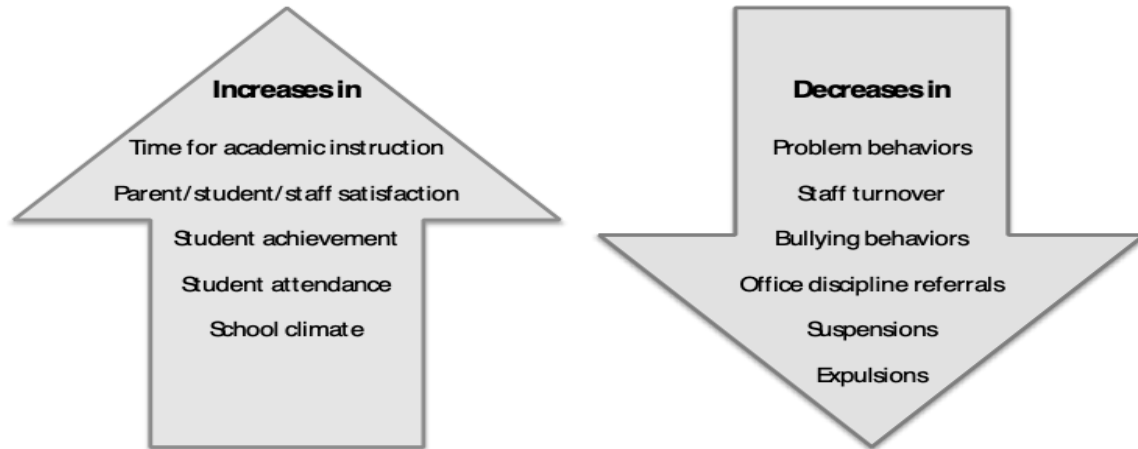 Increases in
Time for academic instruction
Parent/student/staff satisfaction
Student achievement
Student attendance
School climate
Decreases in
Problem behaviors
Staff turnover
Bullying behaviors
Office discipline referrals
Suspensions
Expulsions